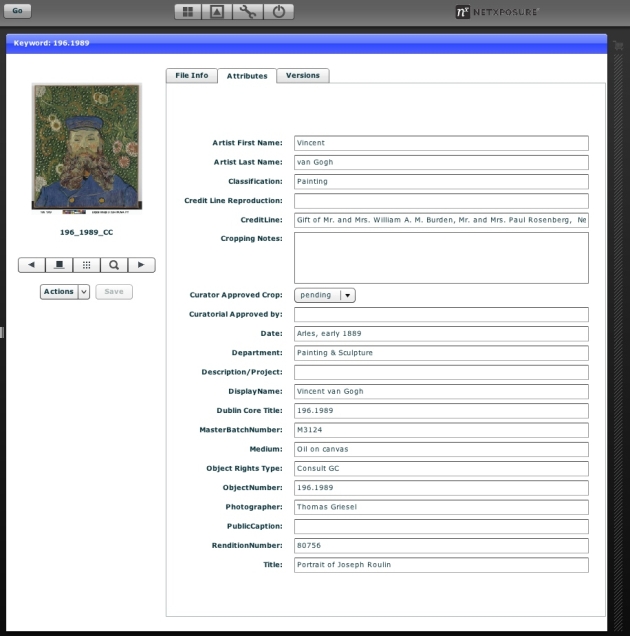 Go
n NETXPOSURE
Keyword: 196.1989
File Info Attributes Versions
Artist First Name: Vincent
Artist Last Name: van Gogh
Classification: Painting
Credit Line Reproduction:
CreditLine: Gift of Mr. and Mrs. William A. M. Burden, Mr. and Mrs. Paul Rosenberg, Ne
Cropping Notes:
196_1989_CC
Actions Save
Curator Approved Crop: pending
Curatorial Approved by:
Date: Arles, early 1889
Department: Painting & Sculpture
Description/Project:
DisplayName: Vincent van Gogh
Dublin Core Title: 196.1989
MasterBatchNumber: M3124
Medium: Oil on canvas
Object Rights Type: Consult GC
ObjectNumber: 196.1989
Photographer: Thomas Griesel
PublicCaption:
RenditionNumber: 80756
Title: Portrait of Joseph Roulin